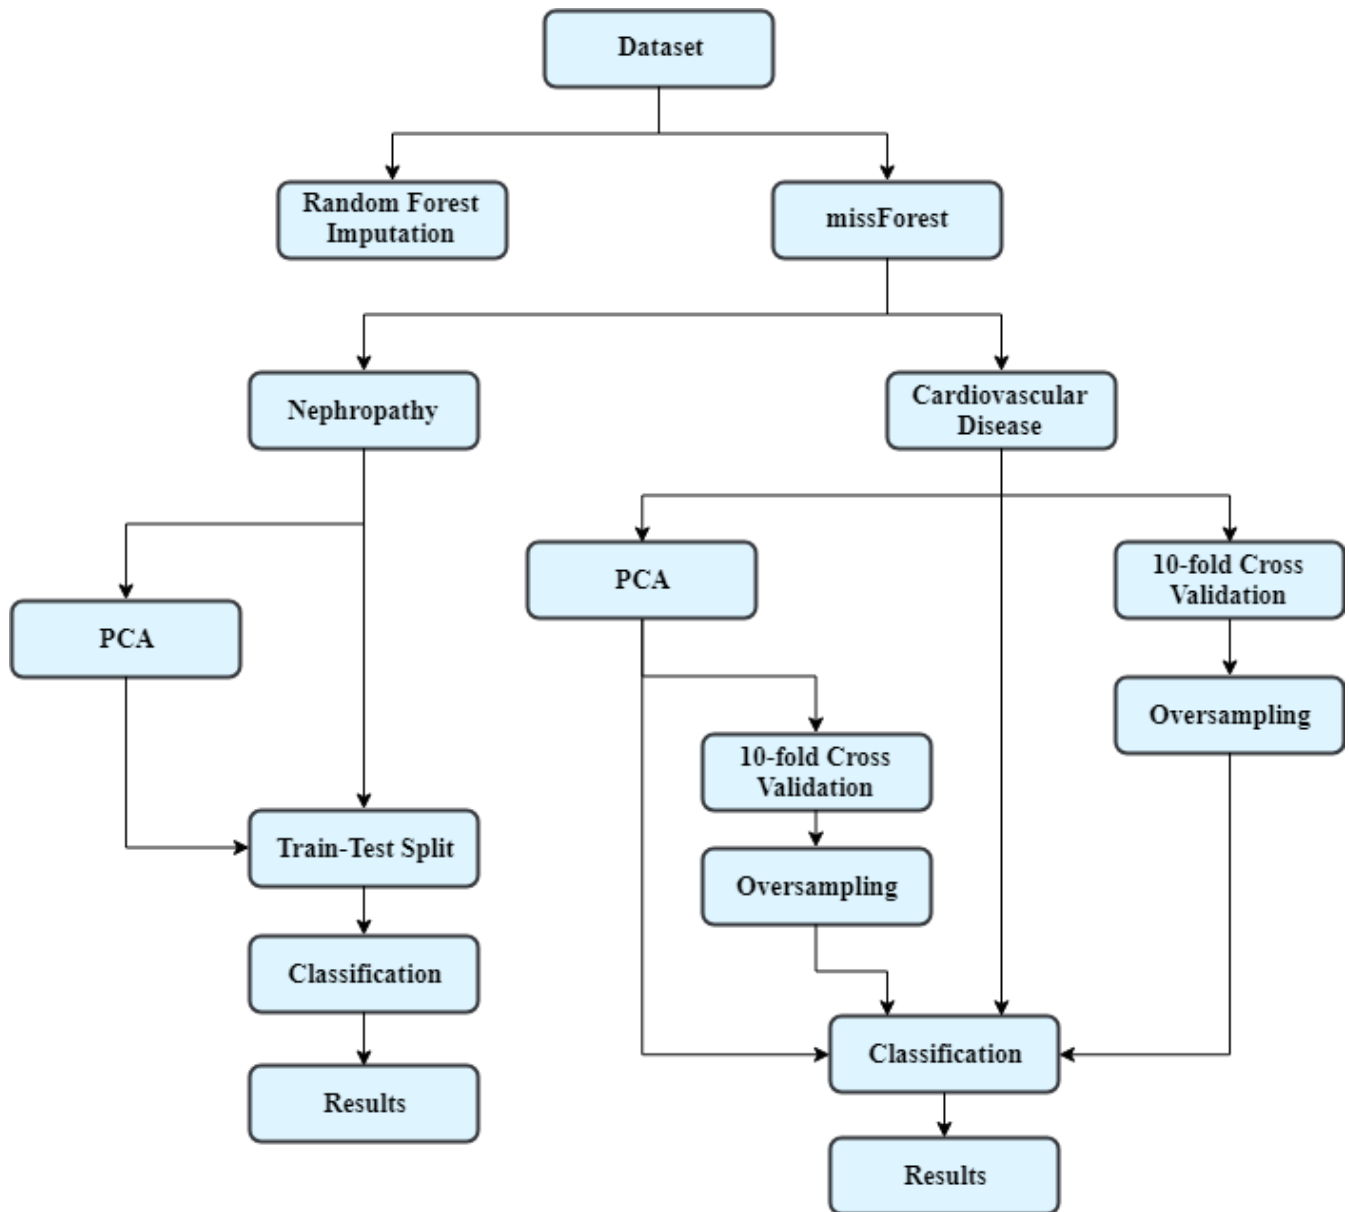 Dataset
Random Forest
Imputation
missForest
Nephropathy
Cardiovascular
Disease
PCA
10-fold Cross
Validation
PCA
Oversampling
10-fold Cross
Validation
Train-Test Split
Oversampling
Classification
Classification
Results
Results